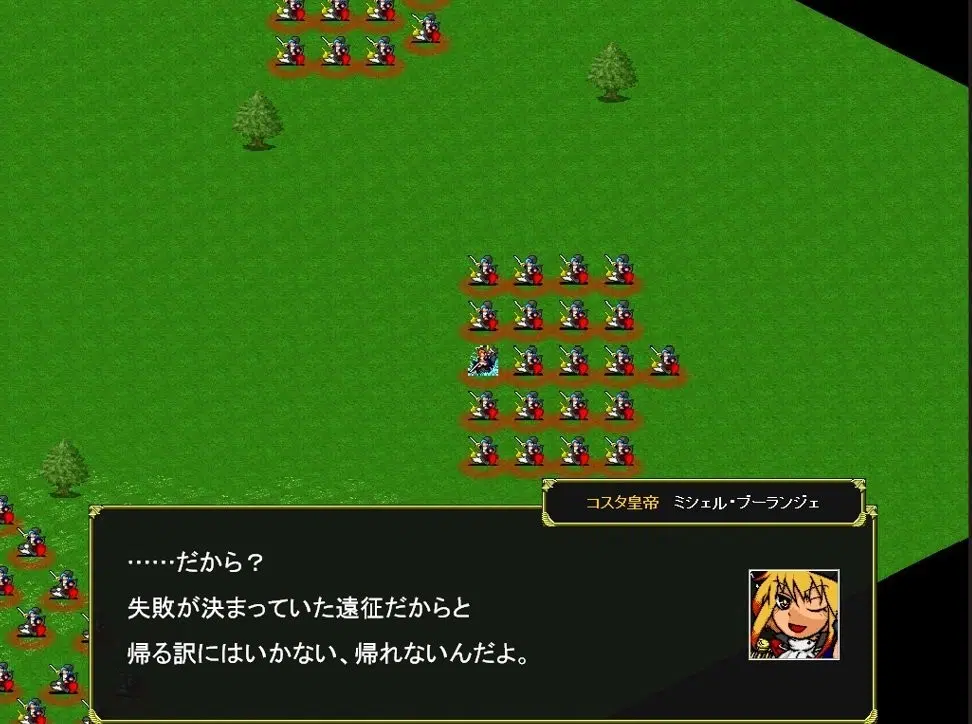 コスタ皇帝 ミシェル・ブーランジェ
……だから？
失敗が決まっていた遠征だからと
帰る訳にはいかない、帰れないんだよ。